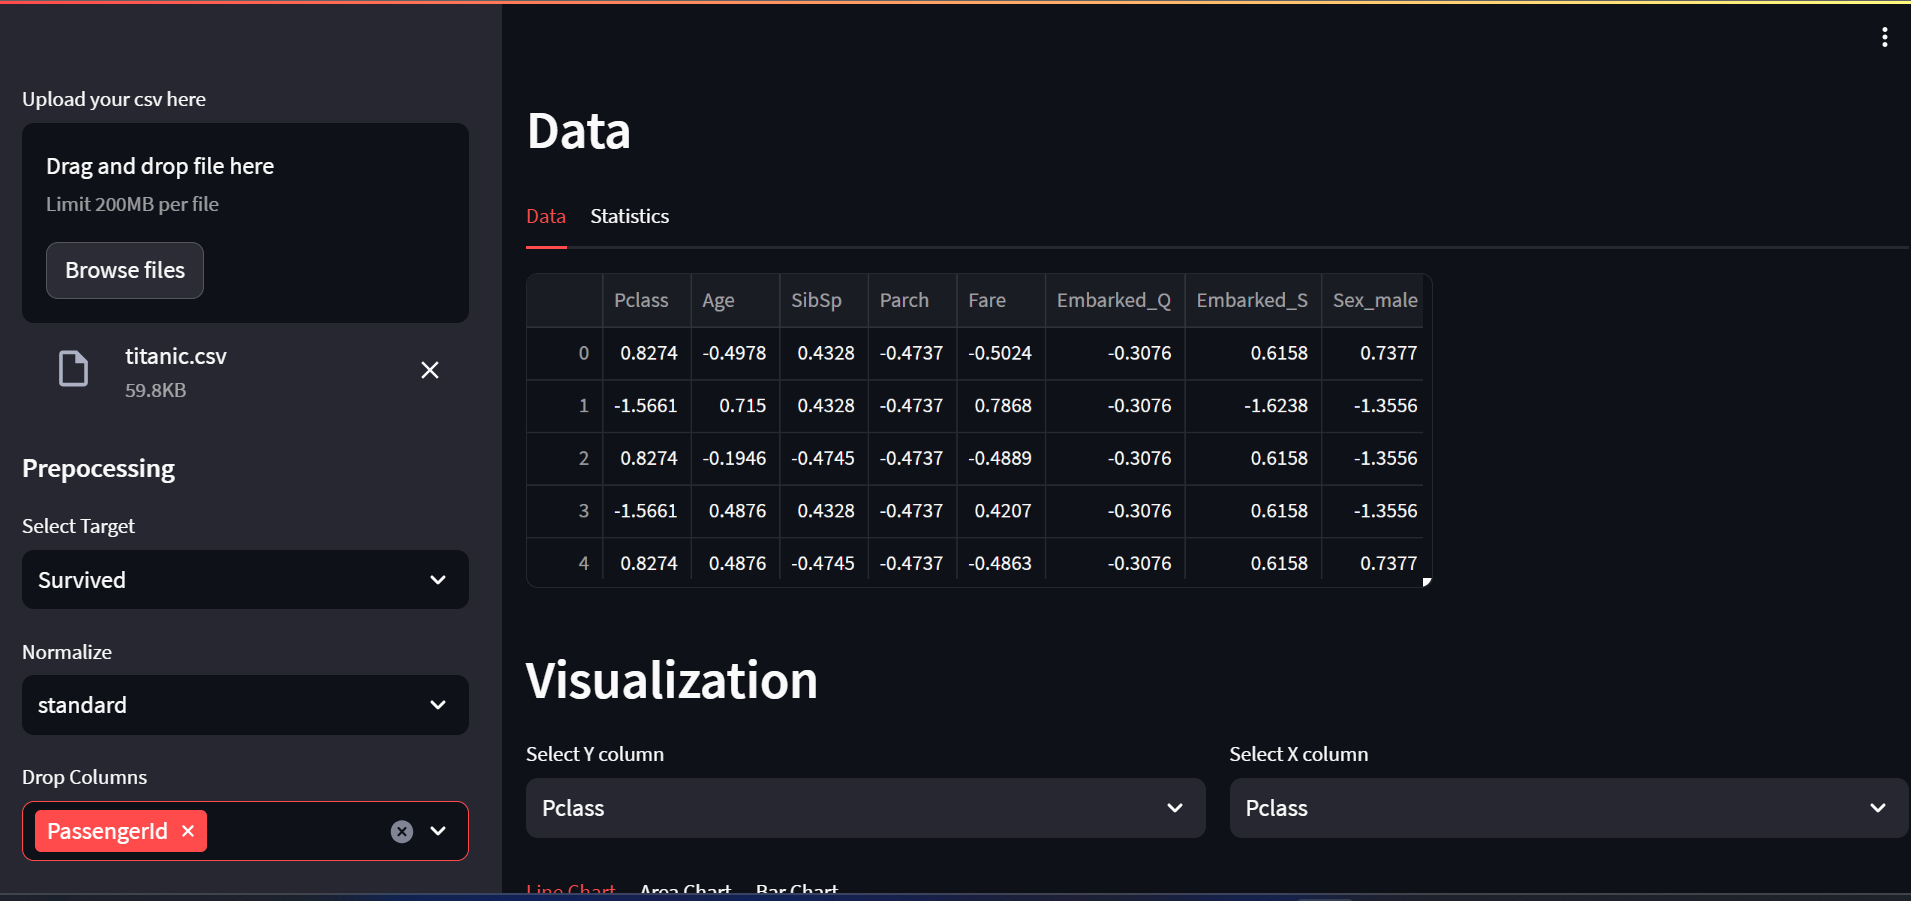 Upload your csv here
Drag and drop file here
Limit 200MB per file
Browse files
titanic.csv
59.8KB
Prepocessing
Select Target
Survived
Normalize
standard
Drop Columns
PassengerId
Data
Data Statistics
Pclass Age SibSp Parch Fare Embarked_Q Embarked_S Sex_male
0 0.8274 -0.4978 0.4328 -0.4737 -0.5024 -0.3076 0.6158 0.7377
1 -1.5661 0.715 0.4328 -0.4737 0.7868 -0.3076 -1.6238 -1.3556
2 0.8274 -0.1946 -0.4745 -0.4737 -0.4889 -0.3076 0.6158 -1.3556
3 -1.5661 0.4876 0.4328 -0.4737 0.4207 -0.3076 0.6158 -1.3556
4 0.8274 0.4876 -0.4745 -0.4737 -0.4863 -0.3076 0.6158 0.7377
Visualization
Select Y column Select X column
Pclass Pclass
Line Chart Area Chart Bar Chart